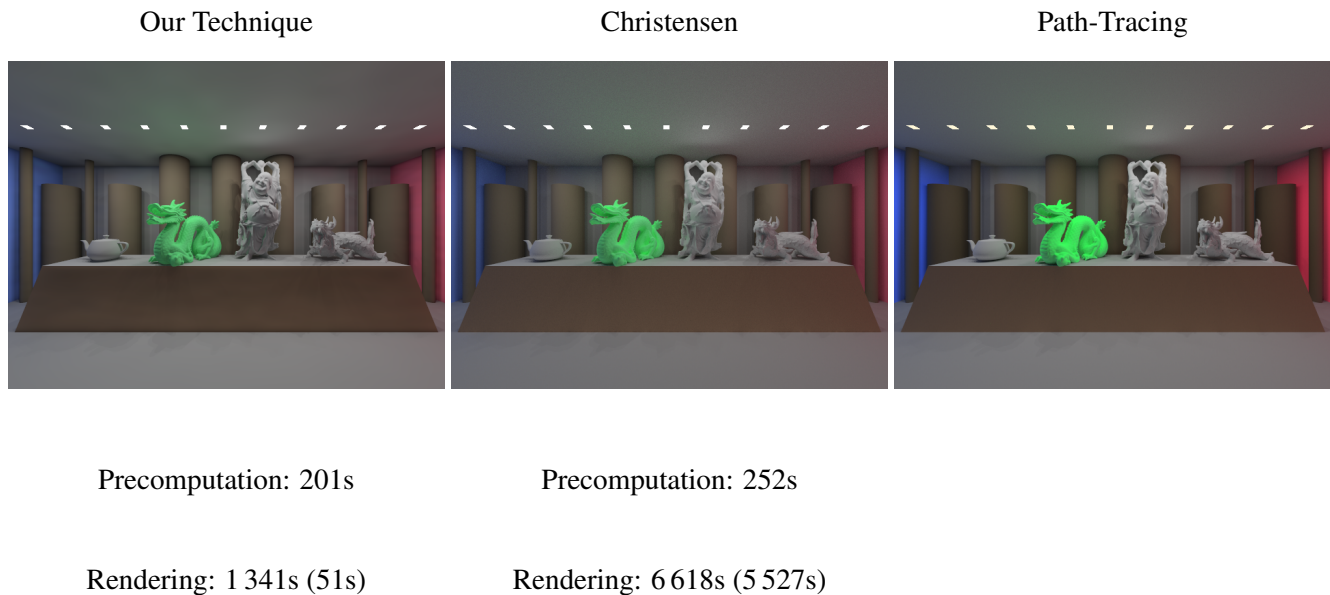 Our Technique
Christensen
Path-Tracing
Precomputation: 201s
Precomputation: 252s
Rendering: 1 341s (51s)
Rendering: 6 618s (5 527s)